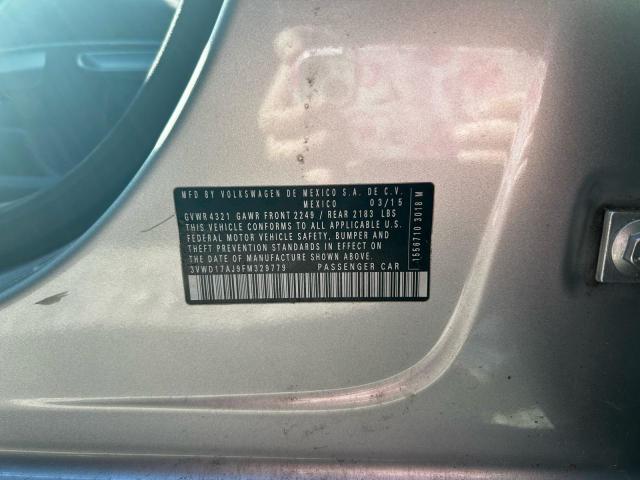 MFD BY VOLKSWAGEN DE MEXICO S.A. DE C.V.
MEXICO 03/15
GVWR 4321 GAWR FRONT 2249 / REAR 2183 LBS
THIS VEHICLE CONFORMS TO ALL APPLICABLE U.S.
FEDERAL MOTOR VEHICLE SAFETY, BUMPER AND
THEFT PREVENTION STANDARDS IN EFFECT ON
THE DATE OF MANUFACTURE SHOWN ABOVE.
3VWD17AJ9FM329779 PASSENGER CAR
1556710 3018 M